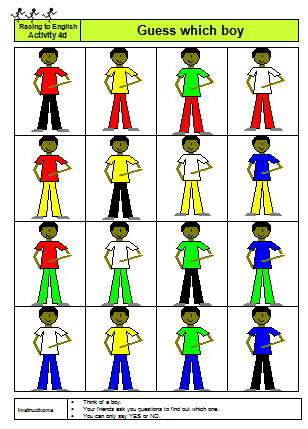 Racing to English
Activity 4d
Guess which boy
Instructions
• Think of a boy.
• Your friends ask you questions to find out which one.
• You can only say YES or NO.